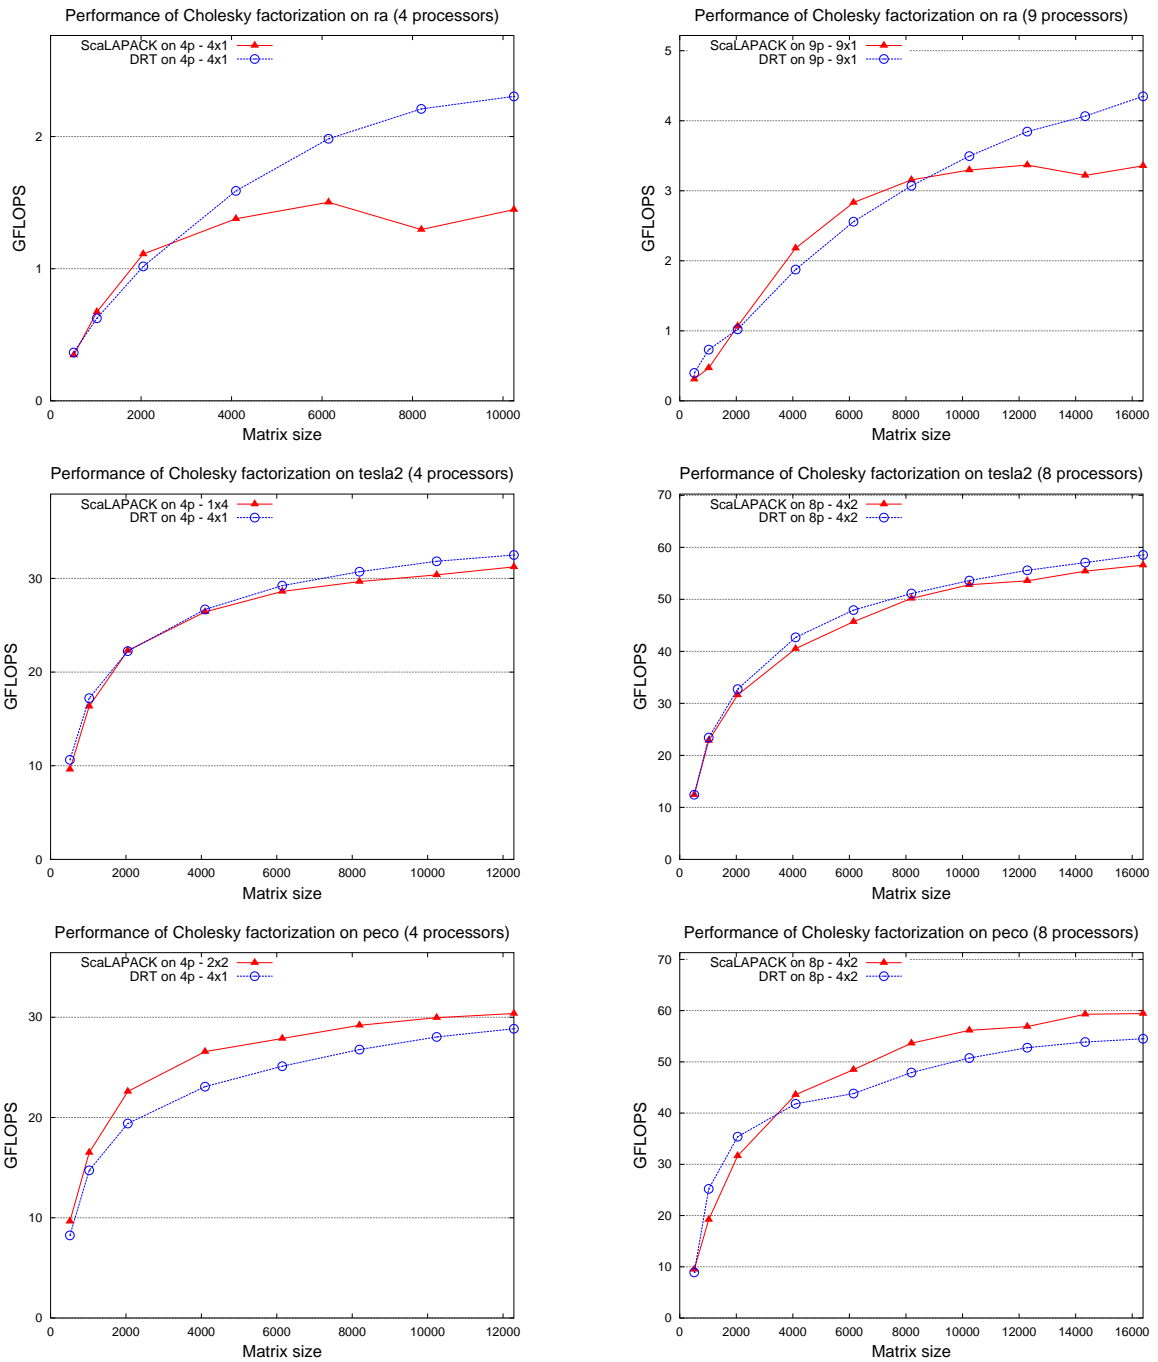 Performance of Cholesky factorization on ra (4 processors)
ScaLAPACK on 4p - 4x1
DRT on 4p - 4x1
GFLOPS
2
1
0
0 2000 4000 6000 8000 10000
Matrix size
Performance of Cholesky factorization on ra (9 processors)
ScaLAPACK on 9p - 9x1
DRT on 9p - 9x1
GFLOPS
5
4
3
2
1
0
0 2000 4000 6000 8000 10000 12000 14000 16000
Matrix size
Performance of Cholesky factorization on tesla2 (4 processors)
ScaLAPACK on 4p - 1x4
DRT on 4p - 4x1
GFLOPS
30
20
10
0
0 2000 4000 6000 8000 10000 12000
Matrix size
Performance of Cholesky factorization on tesla2 (8 processors)
ScaLAPACK on 8p - 4x2
DRT on 8p - 4x2
GFLOPS
70
60
50
40
30
20
10
0
0 2000 4000 6000 8000 10000 12000 14000 16000
Matrix size
Performance of Cholesky factorization on peco (4 processors)
ScaLAPACK on 4p - 2x2
DRT on 4p - 4x1
GFLOPS
30
20
10
0
0 2000 4000 6000 8000 10000 12000
Matrix size
Performance of Cholesky factorization on peco (8 processors)
ScaLAPACK on 8p - 4x2
DRT on 8p - 4x2
GFLOPS
70
60
50
40
30
20
10
0
0 2000 4000 6000 8000 10000 12000 14000 16000
Matrix size